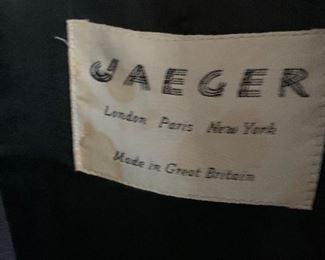 JAEGER
London Paris New York
Made in Great Britain